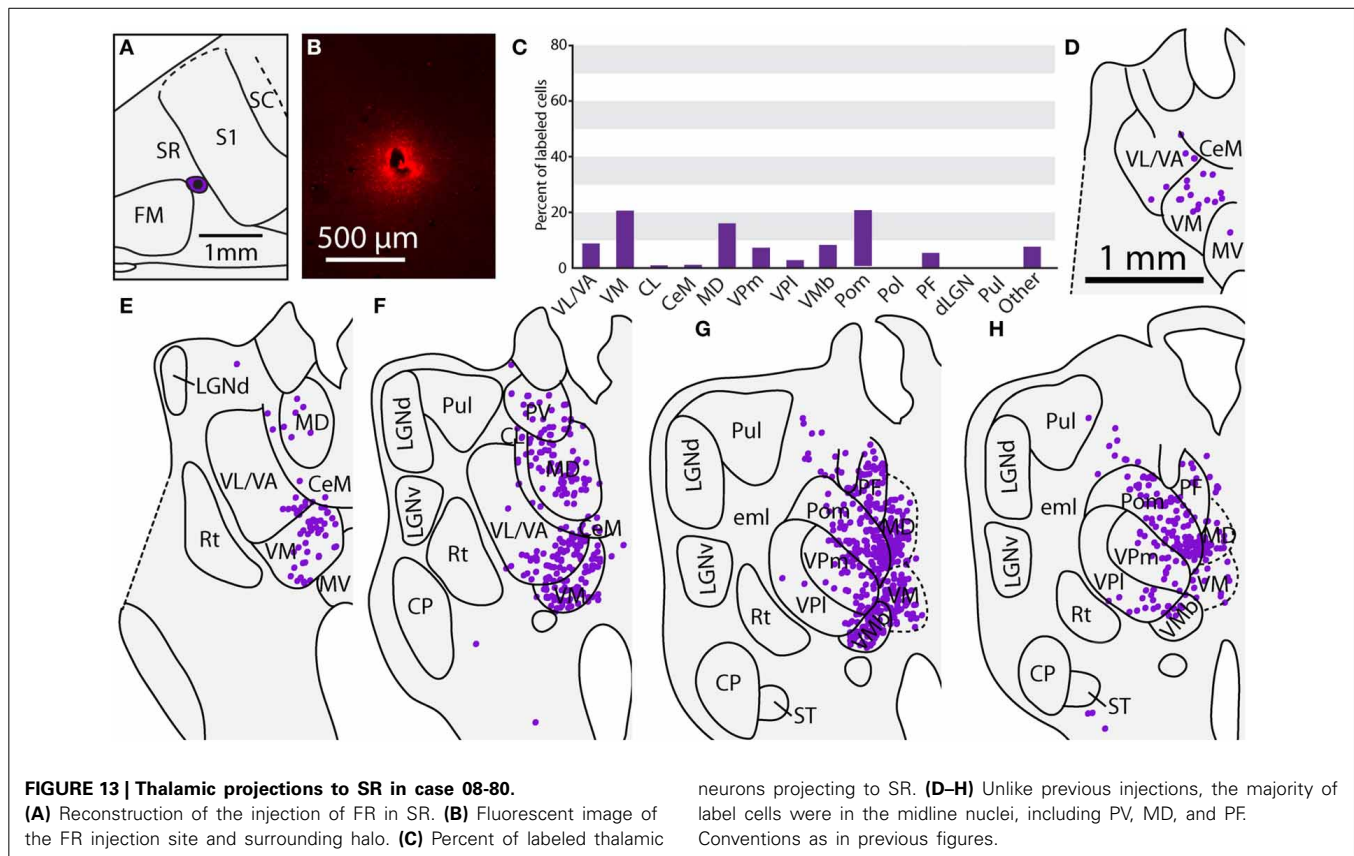 A
SC
S1
SR
FM
1mm
B
500 µm
C
Percent of labeled cells
80
60
40
20
0
VL/VA
VM
CL
CeM
MD
VPm
VPl
VMb
Pom
Pol
PF
dLGN
Pul
Other
D
VL/VA
CeM
VM
MV
1 mm
E
LGNd
MD
VL/VA
CeM
Rt
VM
MV
F
LGNd
Pul
PV
CL
MD
LGNv
VL/VA
CeM
Rt
VM
CP
G
Pul
LGNd
PF
eml
Pom
MD
LGNv
VPm
VM
VPl
Rt
VMb
CP
ST
H
Pul
LGNd
PF
eml
Pom
MD
LGNv
VPm
VM
VPl
Rt
VMb
CP
ST
FIGURE 13 | Thalamic projections to SR in case 08-80.
(A) Reconstruction of the injection of FR in SR. (B) Fluorescent image of
the FR injection site and surrounding halo. (C) Percent of labeled thalamic
neurons projecting to SR. (D–H) Unlike previous injections, the majority of
label cells were in the midline nuclei, including PV, MD, and PF.
Conventions as in previous figures.